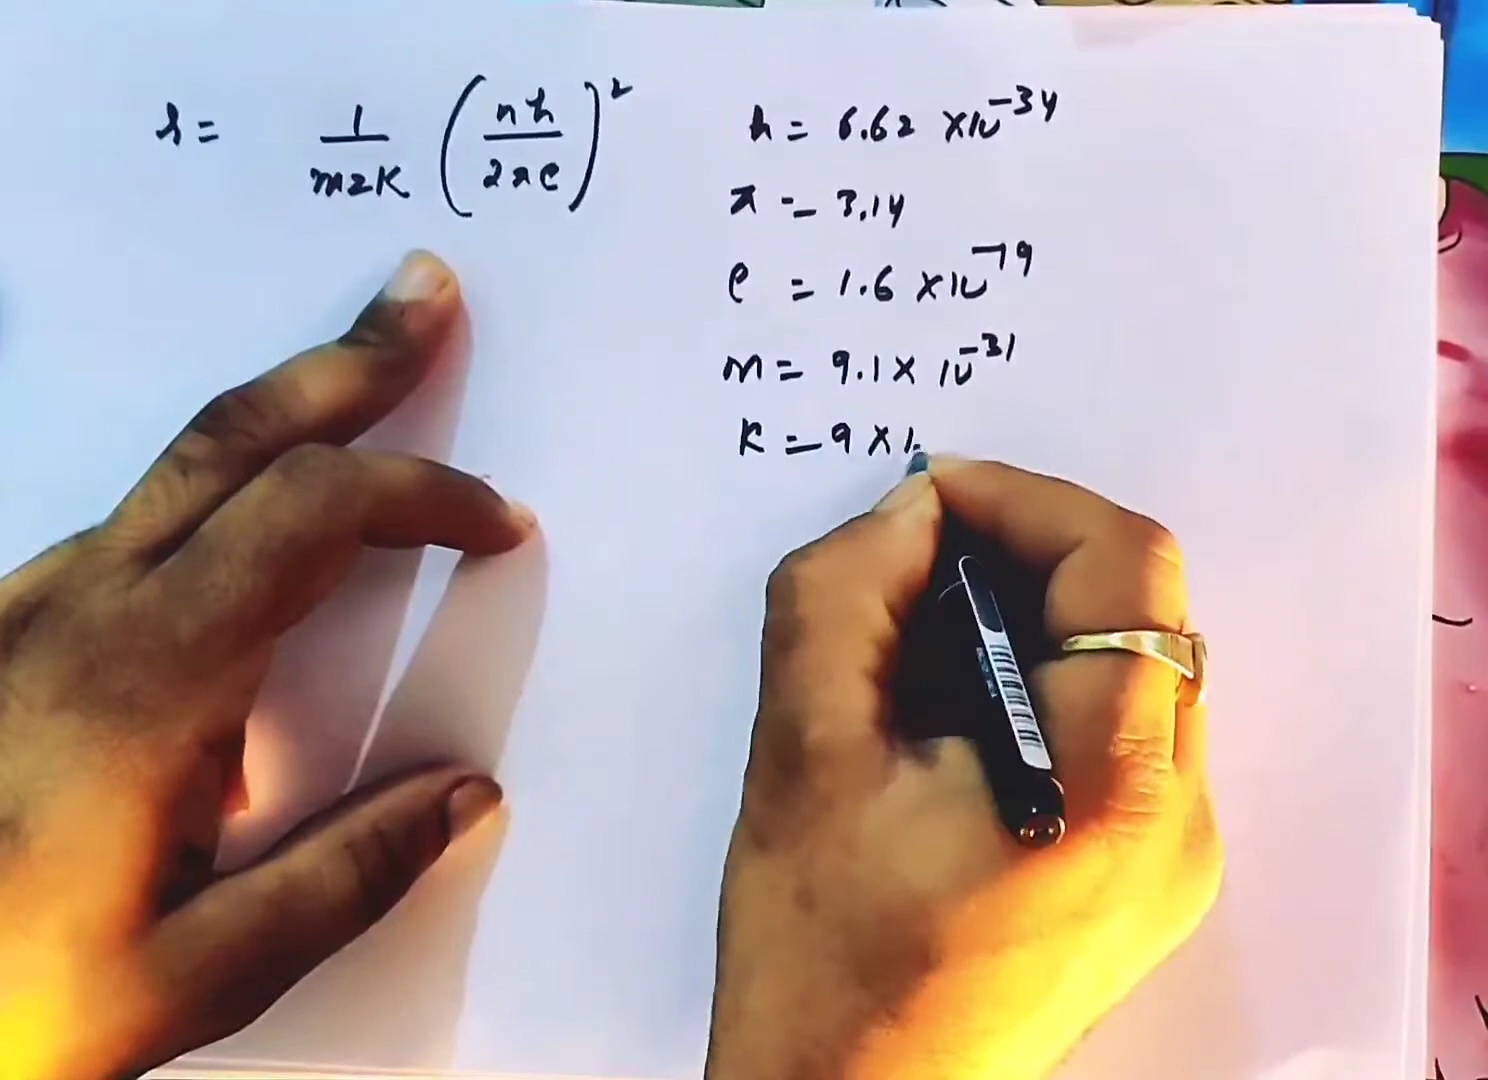 r = 1/mzK (nh/2πe)²
h = 6.62 × 10⁻³⁴
π = 3.14
e = 1.6 × 10⁻¹⁹
m = 9.1 × 10⁻³¹
K = 9 × 1